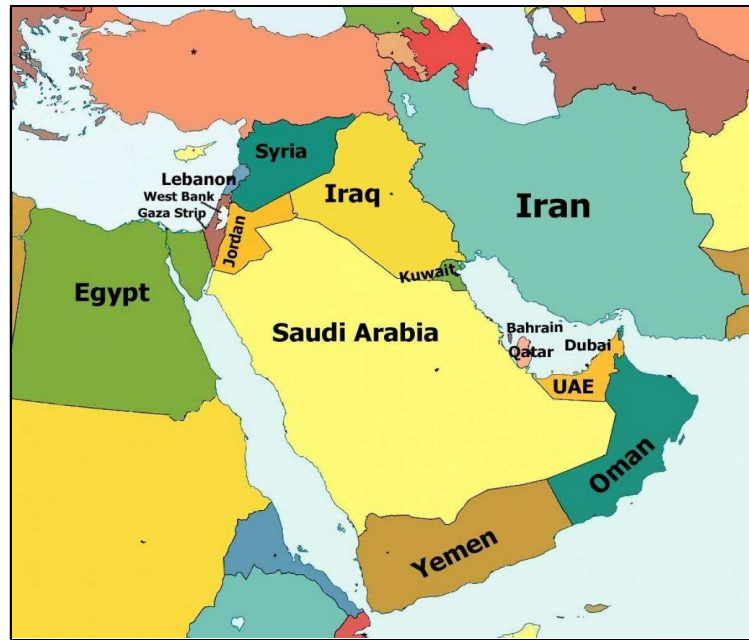 Syria
Lebanon
West Bank
Gaza Strip
Jordan
Iraq
Iran
Egypt
Kuwait
Saudi Arabia
Bahrain
Qatar
Dubai
UAE
Oman
Yemen